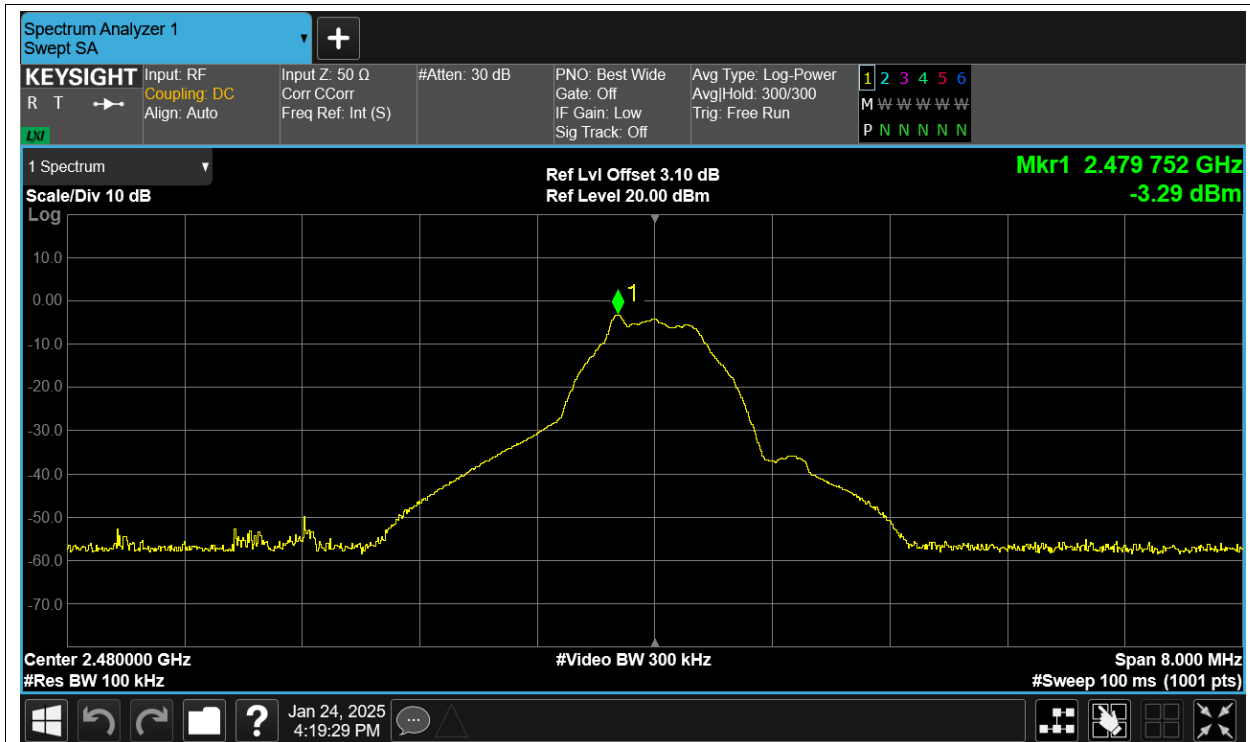 Spectrum Analyzer 1
Swept SA
KEYSIGHT
R T
LXI
Input: RF
Coupling: DC
Align: Auto
Input Z: 50 Ω
Corr CCorr
Freq Ref: Int (S)
#Atten: 30 dB
PNO: Best Wide
Gate: Off
IF Gain: Low
Sig Track: Off
Avg Type: Log-Power
Avg|Hold: 300/300
Trig: Free Run
1 2 3 4 5 6
M W W W W W
P N N N N N
1 Spectrum
Scale/Div 10 dB
Log
Ref Lvl Offset 3.10 dB
Ref Level 20.00 dBm
Mkr1 2.479 752 GHz
-3.29 dBm
10.0
0.00
1
-10.0
-20.0
-30.0
-40.0
-50.0
-60.0
-70.0
Center 2.480000 GHz
#Video BW 300 kHz
Span 8.000 MHz
#Res BW 100 kHz
#Sweep 100 ms (1001 pts)
?
Jan 24, 2025
4:19:29 PM